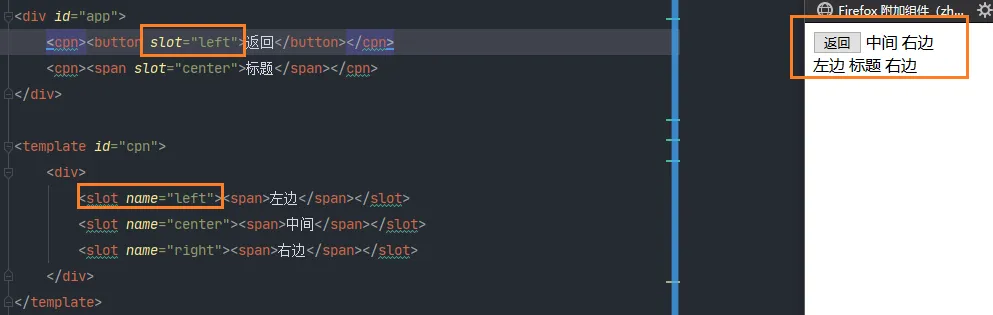 <div id="app">
    <cpn><button slot="left">返回</button></cpn>
    <cpn><span slot="center">标题</span></cpn>
</div>

<template id="cpn">
    <div>
        <slot name="left"><span>左边</span></slot>
        <slot name="center"><span>中间</span></slot>
        <slot name="right"><span>右边</span></slot>
    </div>
</template>
Firefox 附加组件（zh...
返回 中间 右边
左边 标题 右边